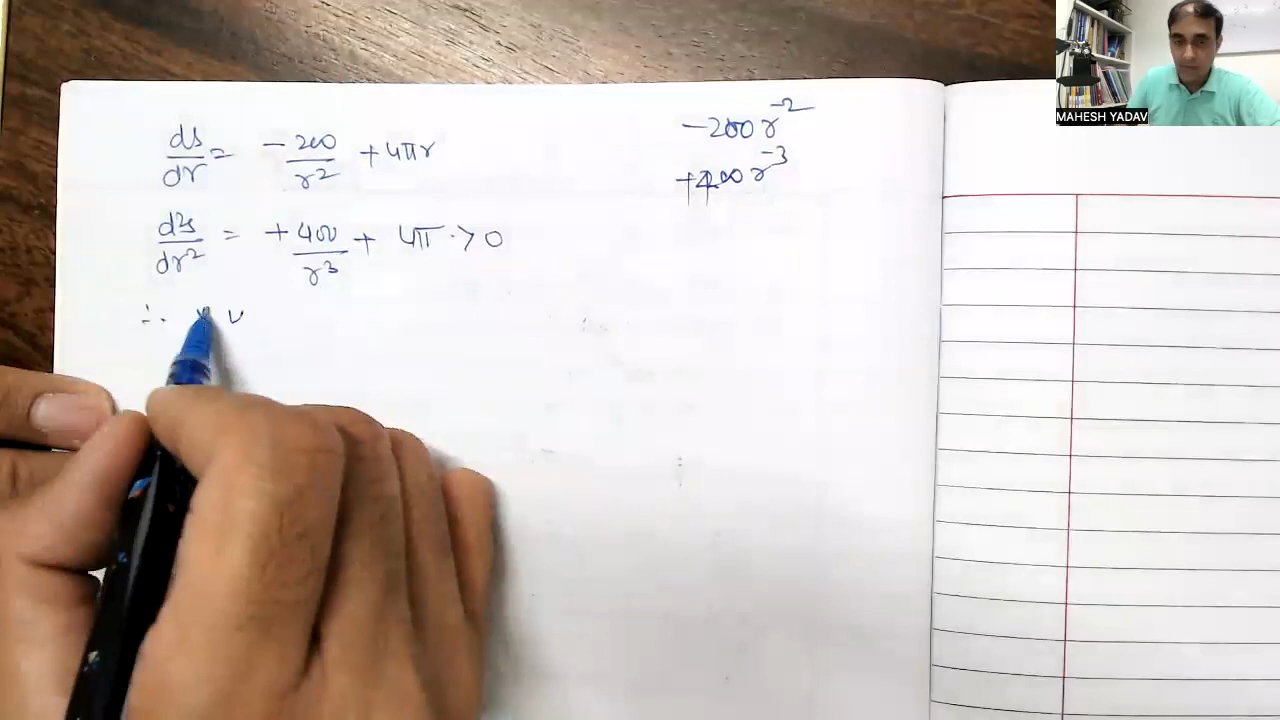 ds/dr = - 200/r² + 4πr
-200 r⁻²
+400 r⁻³
d²s/dr² = + 400/r³ + 4π > 0
∴
MAHESH YADAV